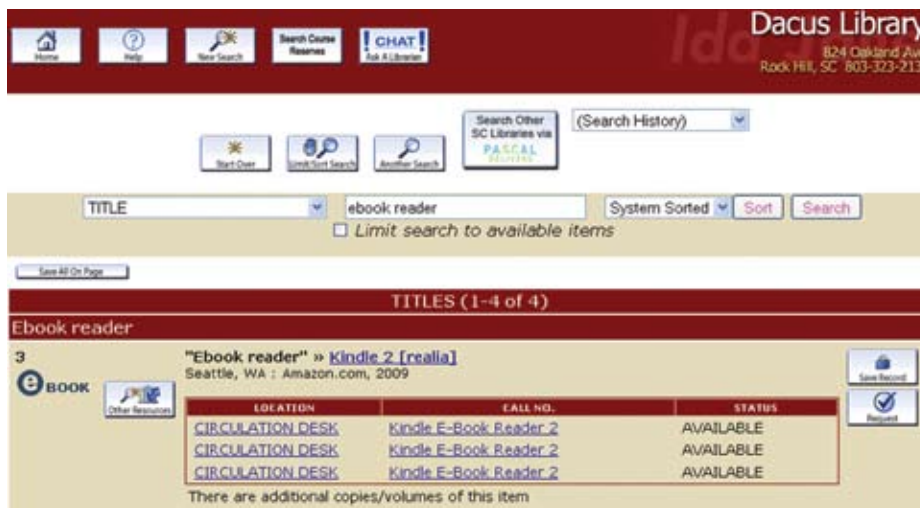 Dacus Library
824 Oakland Av
Rock Hill, SC 803-323-213
Home
Help
New Search
Search Course
Reserves
CHAT
Ask A Librarian
Start Over
Limit/Sort Search
Another Search
Search Other
SC Libraries via
PASCAL
DELIVERS
(Search History)
TITLE
ebook reader
System Sorted
Sort
Search
Limit search to available items
Save All On Page
TITLES (1-4 of 4)
Ebook reader
3
eBOOK
Other Resources
"Ebook reader" » Kindle 2 [realia]
Seattle, WA : Amazon.com, 2009
Save Record
Request
LOCATION CALL NO. STATUS
CIRCULATION DESK Kindle E-Book Reader 2 AVAILABLE
CIRCULATION DESK Kindle E-Book Reader 2 AVAILABLE
CIRCULATION DESK Kindle E-Book Reader 2 AVAILABLE
There are additional copies/volumes of this item